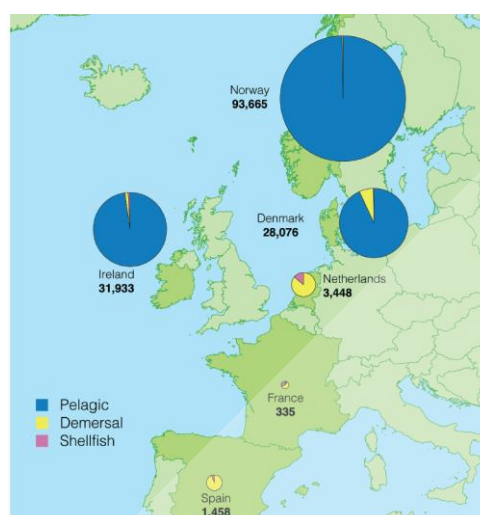 Norway
93,665
Denmark
28,076
Ireland
31,933
Netherlands
3,448
France
335
Pelagic
Demersal
Shellfish
Spain
1,458